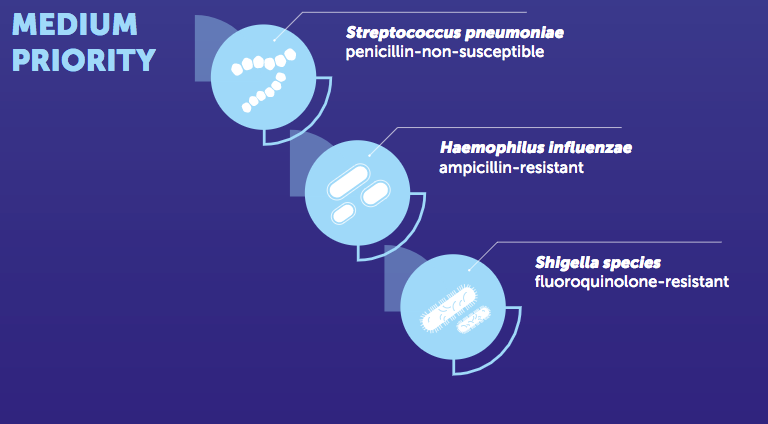 MEDIUM
PRIORITY
Streptococcus pneumoniae
penicillin-non-susceptible
Haemophilus influenzae
ampicillin-resistant
Shigella species
fluoroquinolone-resistant